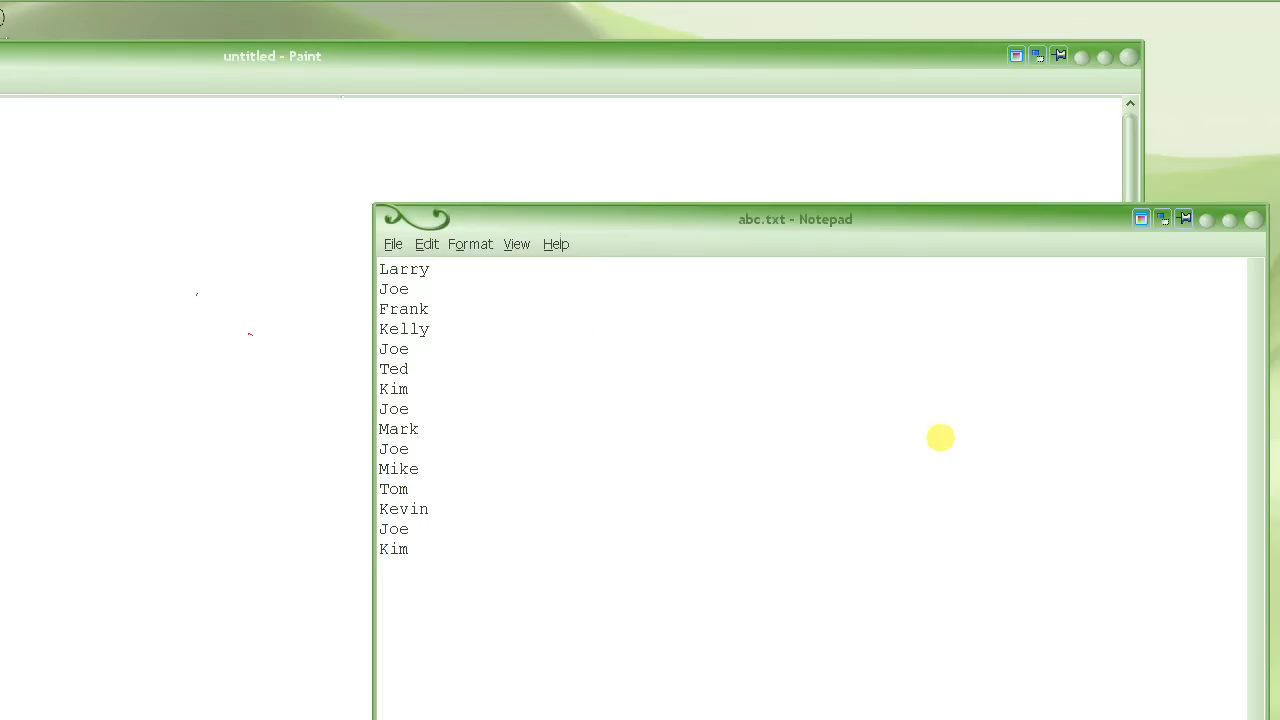 untitled - Paint
abc.txt - Notepad
File Edit Format View Help
Larry
Joe
Frank
Kelly
Joe
Ted
Kim
Joe
Mark
Joe
Mike
Tom
Kevin
Joe
Kim